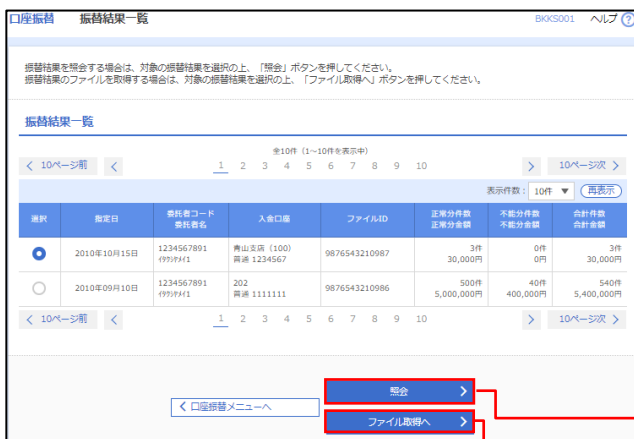 口座振替 振替結果一覧 BKKS001 ヘルプ ?
振替結果を照会する場合は、対象の振替結果を選択の上、「照会」ボタンを押してください。
振替結果のファイルを取得する場合は、対象の振替結果を選択の上、「ファイル取得へ」ボタンを押してください。
振替結果一覧
全10件（1～10件を表示中）
< 10ページ前 < 1 2 3 4 5 6 7 8 9 10 > 10ページ次 >
表示件数： 10件 ▼ 再表示
選択 指定日 委託者コード 委託者名 入金口座 ファイルID 正常分件数 正常分金額 不能分件数 不能分金額 合計件数 合計金額
2010年10月15日 1234567891 ｲﾀｸｼﾔﾒｲ1 青山支店（100） 普通 1234567 9876543210987 3件 30,000円 0件 0円 3件 30,000円
2010年09月10日 1234567891 ｲﾀｸｼﾔﾒｲ1 202 普通 1111111 9876543210986 500件 5,000,000円 40件 400,000円 540件 5,400,000円
< 10ページ前 < 1 2 3 4 5 6 7 8 9 10 > 10ページ次 >
照会 >
< 口座振替メニューへ
ファイル取得へ >